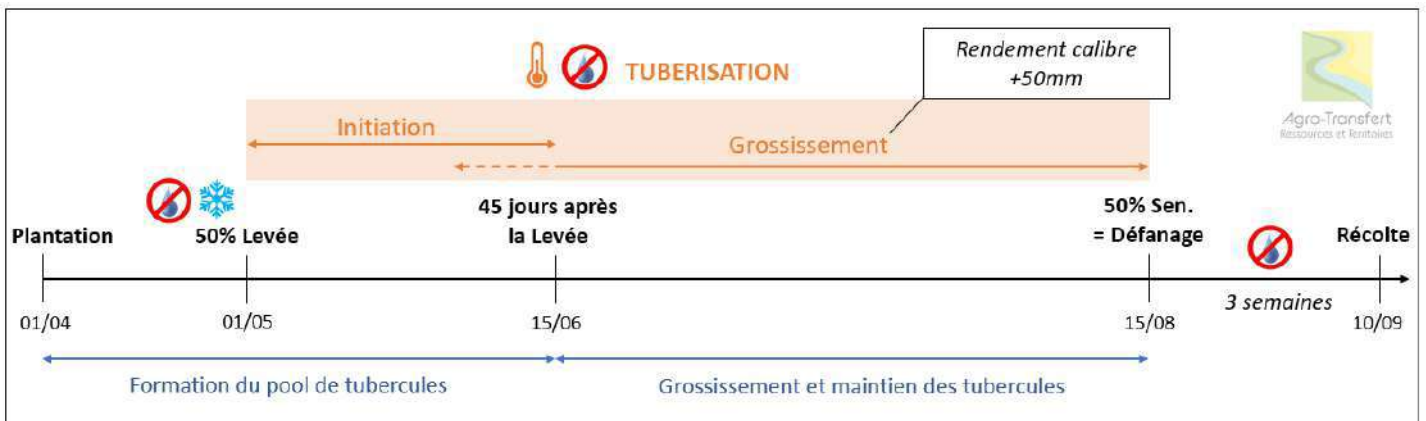 Rendement calibre
+50mm
TUBERISATION
Agro-Transfert
Ressources et Territoires
Initiation
Grossissement
Plantation
50% Levée
45 jours après
la Levée
50% Sen.
= Défanage
Récolte
3 semaines
01/04
01/05
15/06
15/08
10/09
Formation du pool de tubercules
Grossissement et maintien des tubercules